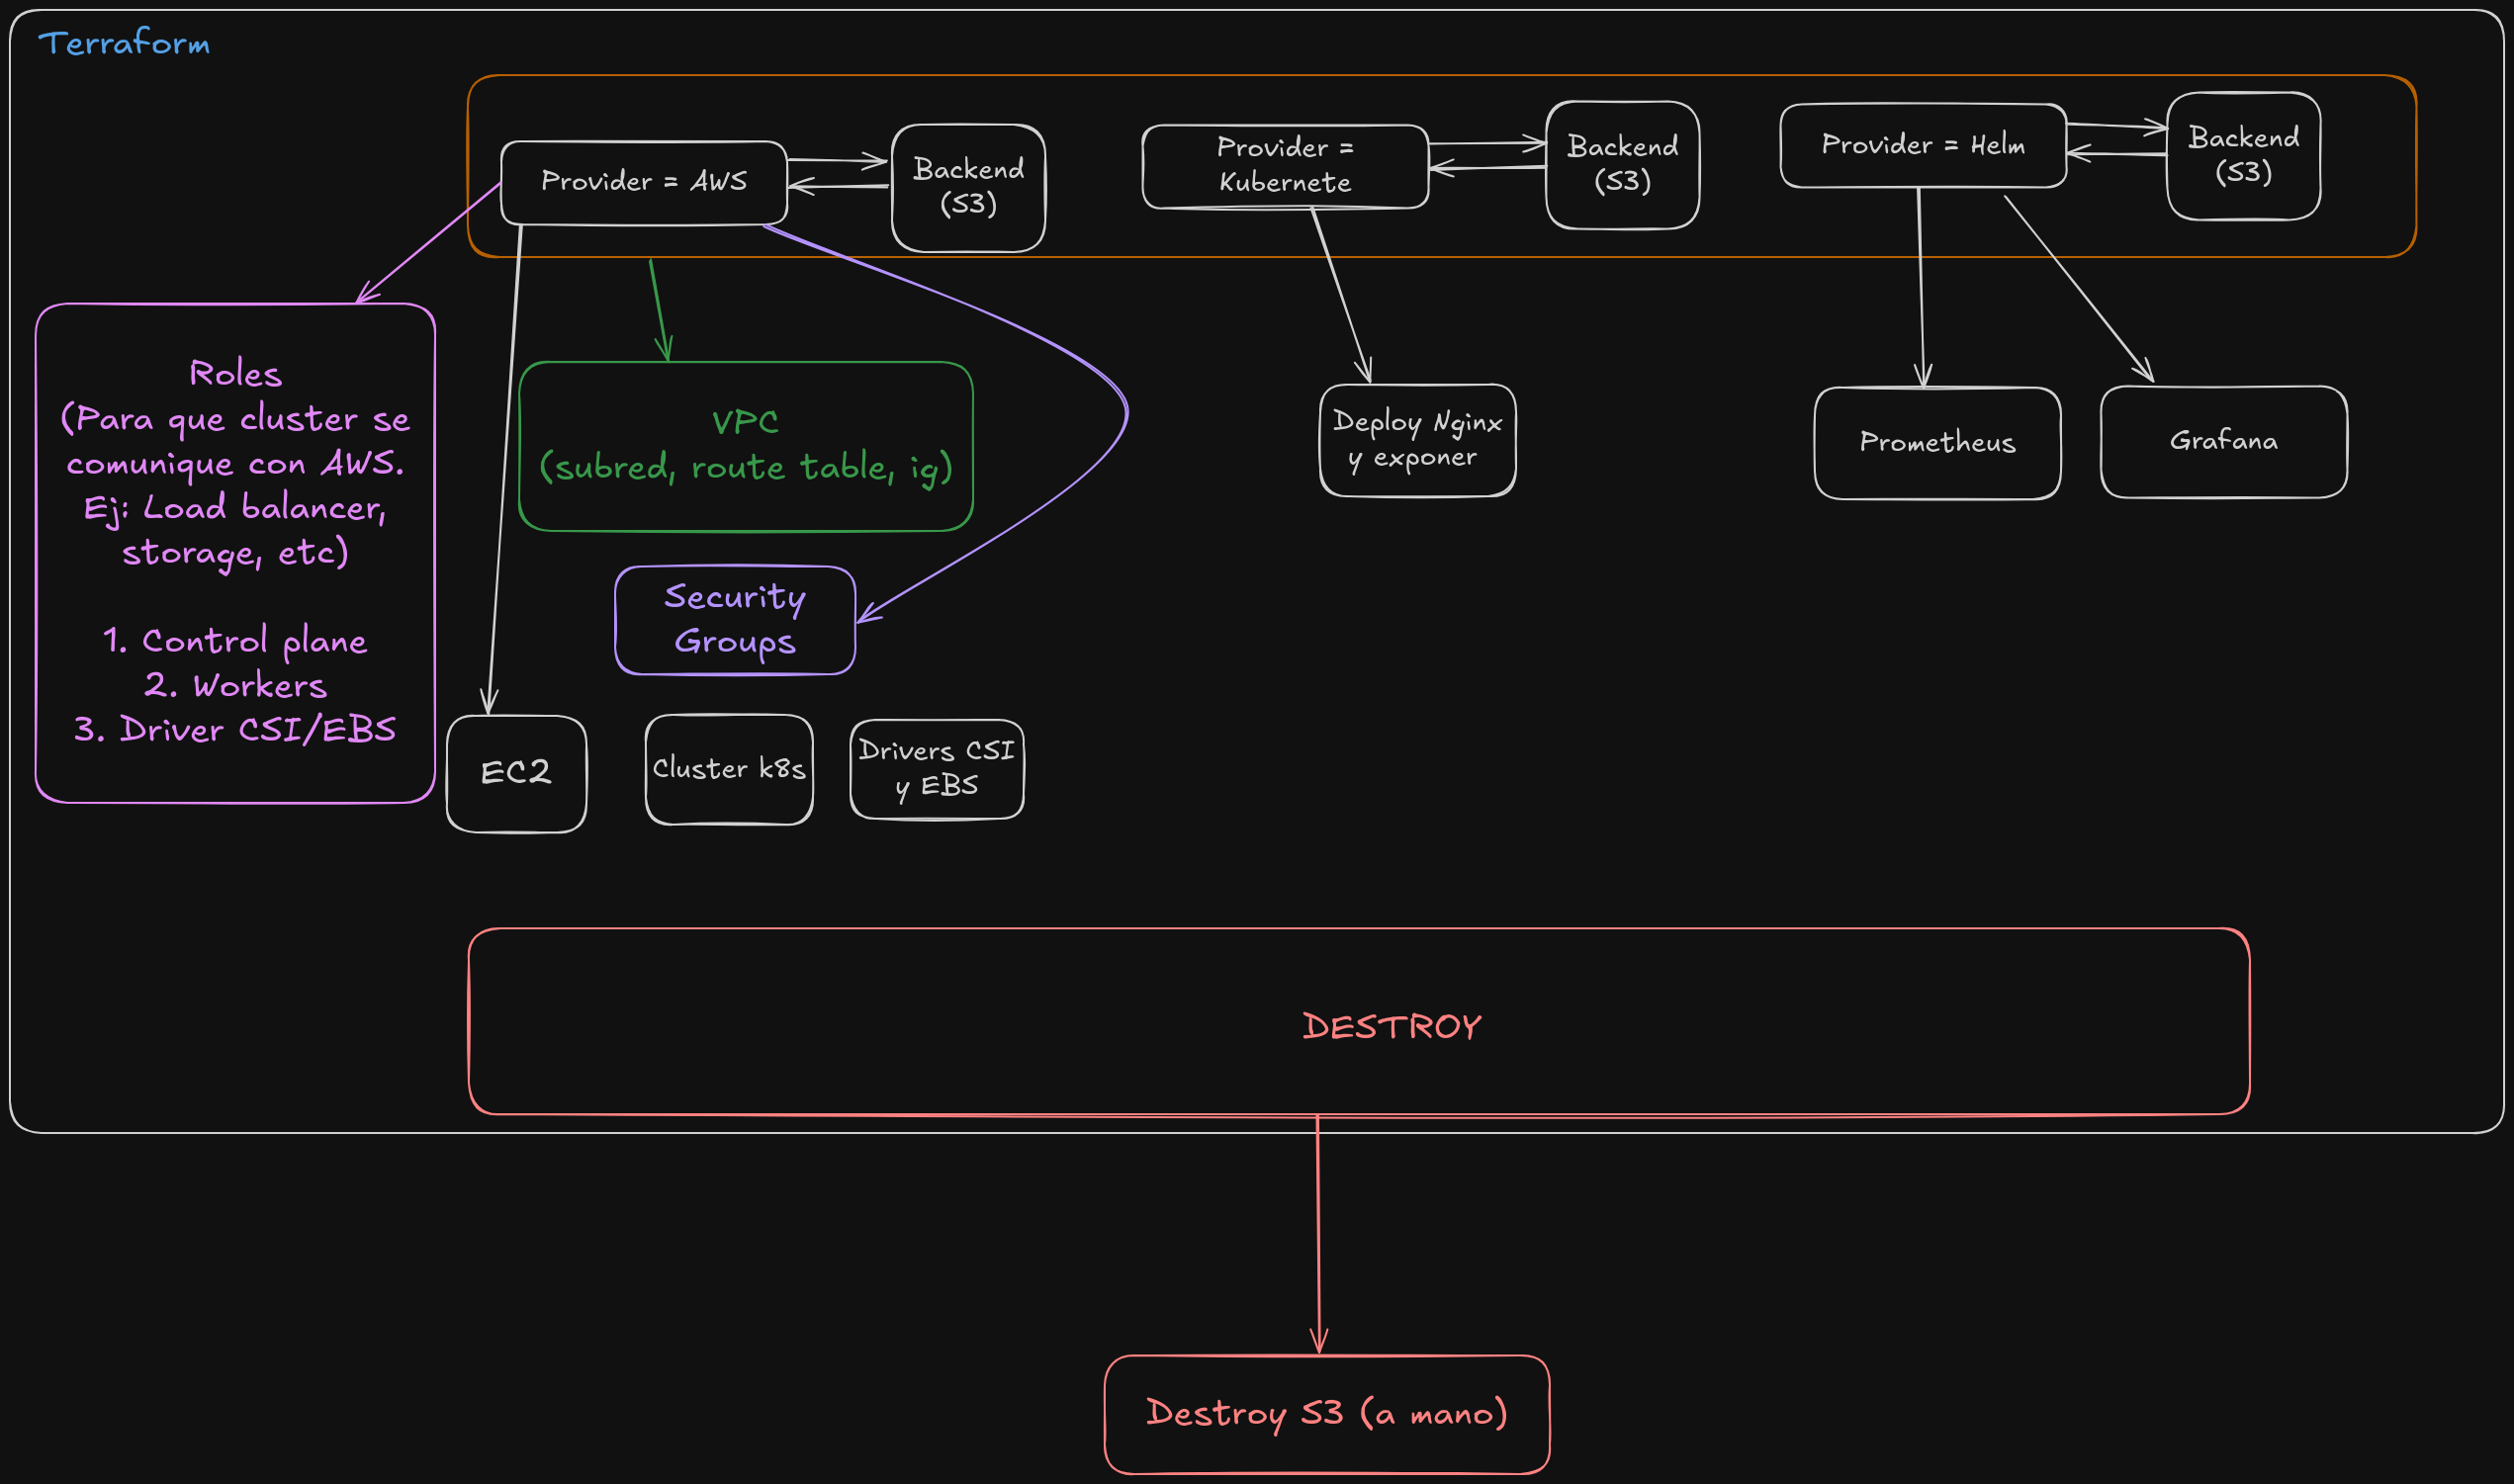 Terraform
Provider = AWS
Backend
(S3)
Provider =
Kubernete
Backend
(S3)
Provider = Helm
Backend
(S3)
Roles
(Para que cluster se
comunique con AWS.
Ej: Load balancer,
storage, etc)
1. Control plane
2. Workers
3. Driver CSI/EBS
VPC
(subred, route table, ig)
Security
Groups
EC2
Cluster k8s
Drivers CSI
y EBS
Deploy Nginx
y exponer
Prometheus
Grafana
DESTROY
Destroy S3 (a mano)